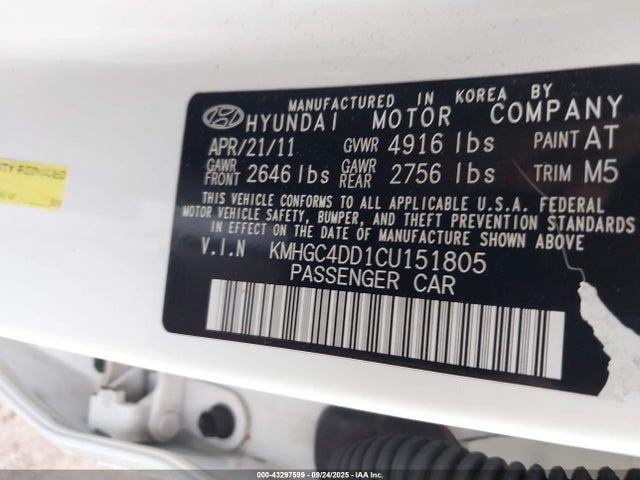 MANUFACTURED IN KOREA BY
HYUNDAI MOTOR COMPANY
APR/21/11 GVWR 4916 lbs PAINT AT
GAWR FRONT 2646 lbs GAWR REAR 2756 lbs TRIM M5
THIS VEHICLE CONFORMS TO ALL APPLICABLE U.S.A. FEDERAL
MOTOR VEHICLE SAFETY, BUMPER, AND THEFT PREVENTION STANDARDS
IN EFFECT ON THE DATE OF MANUFACTURE SHOWN ABOVE
V.I.N KMHGC4DD1CU151805
PASSENGER CAR
000-43297599 - 09/24/2025 - IAA Inc.